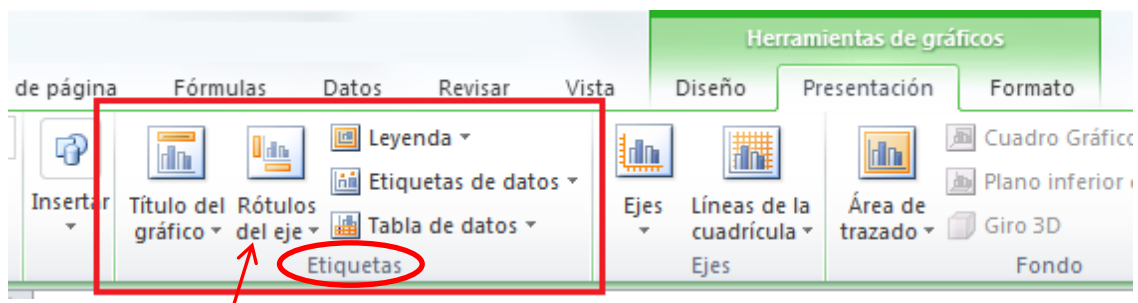 Herramientas de gráficos
de página Fórmulas Datos Revisar Vista Diseño Presentación Formato
Insertar
Título del gráfico
Rótulos del eje
Leyenda
Etiquetas de datos
Tabla de datos
Etiquetas
Ejes
Líneas de la cuadrícula
Ejes
Área de trazado
Cuadro Gráfico
Plano inferior
Giro 3D
Fondo